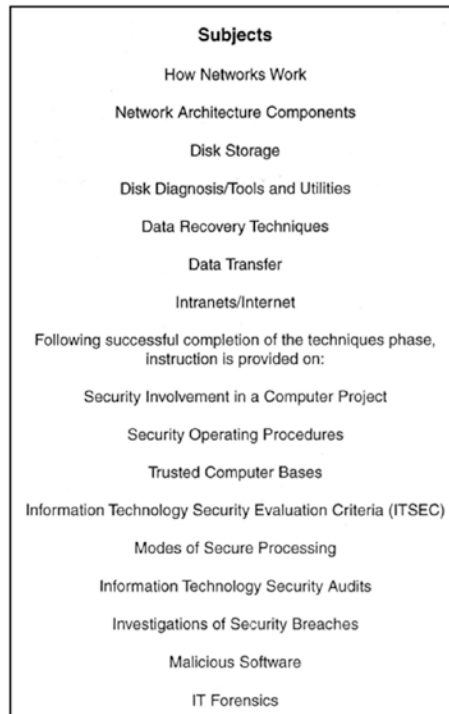 Subjects
How Networks Work
Network Architecture Components
Disk Storage
Disk Diagnosis/Tools and Utilities
Data Recovery Techniques
Data Transfer
Intranets/Internet
Following successful completion of the techniques phase,
instruction is provided on:
Security Involvement in a Computer Project
Security Operating Procedures
Trusted Computer Bases
Information Technology Security Evaluation Criteria (ITSEC)
Modes of Secure Processing
Information Technology Security Audits
Investigations of Security Breaches
Malicious Software
IT Forensics